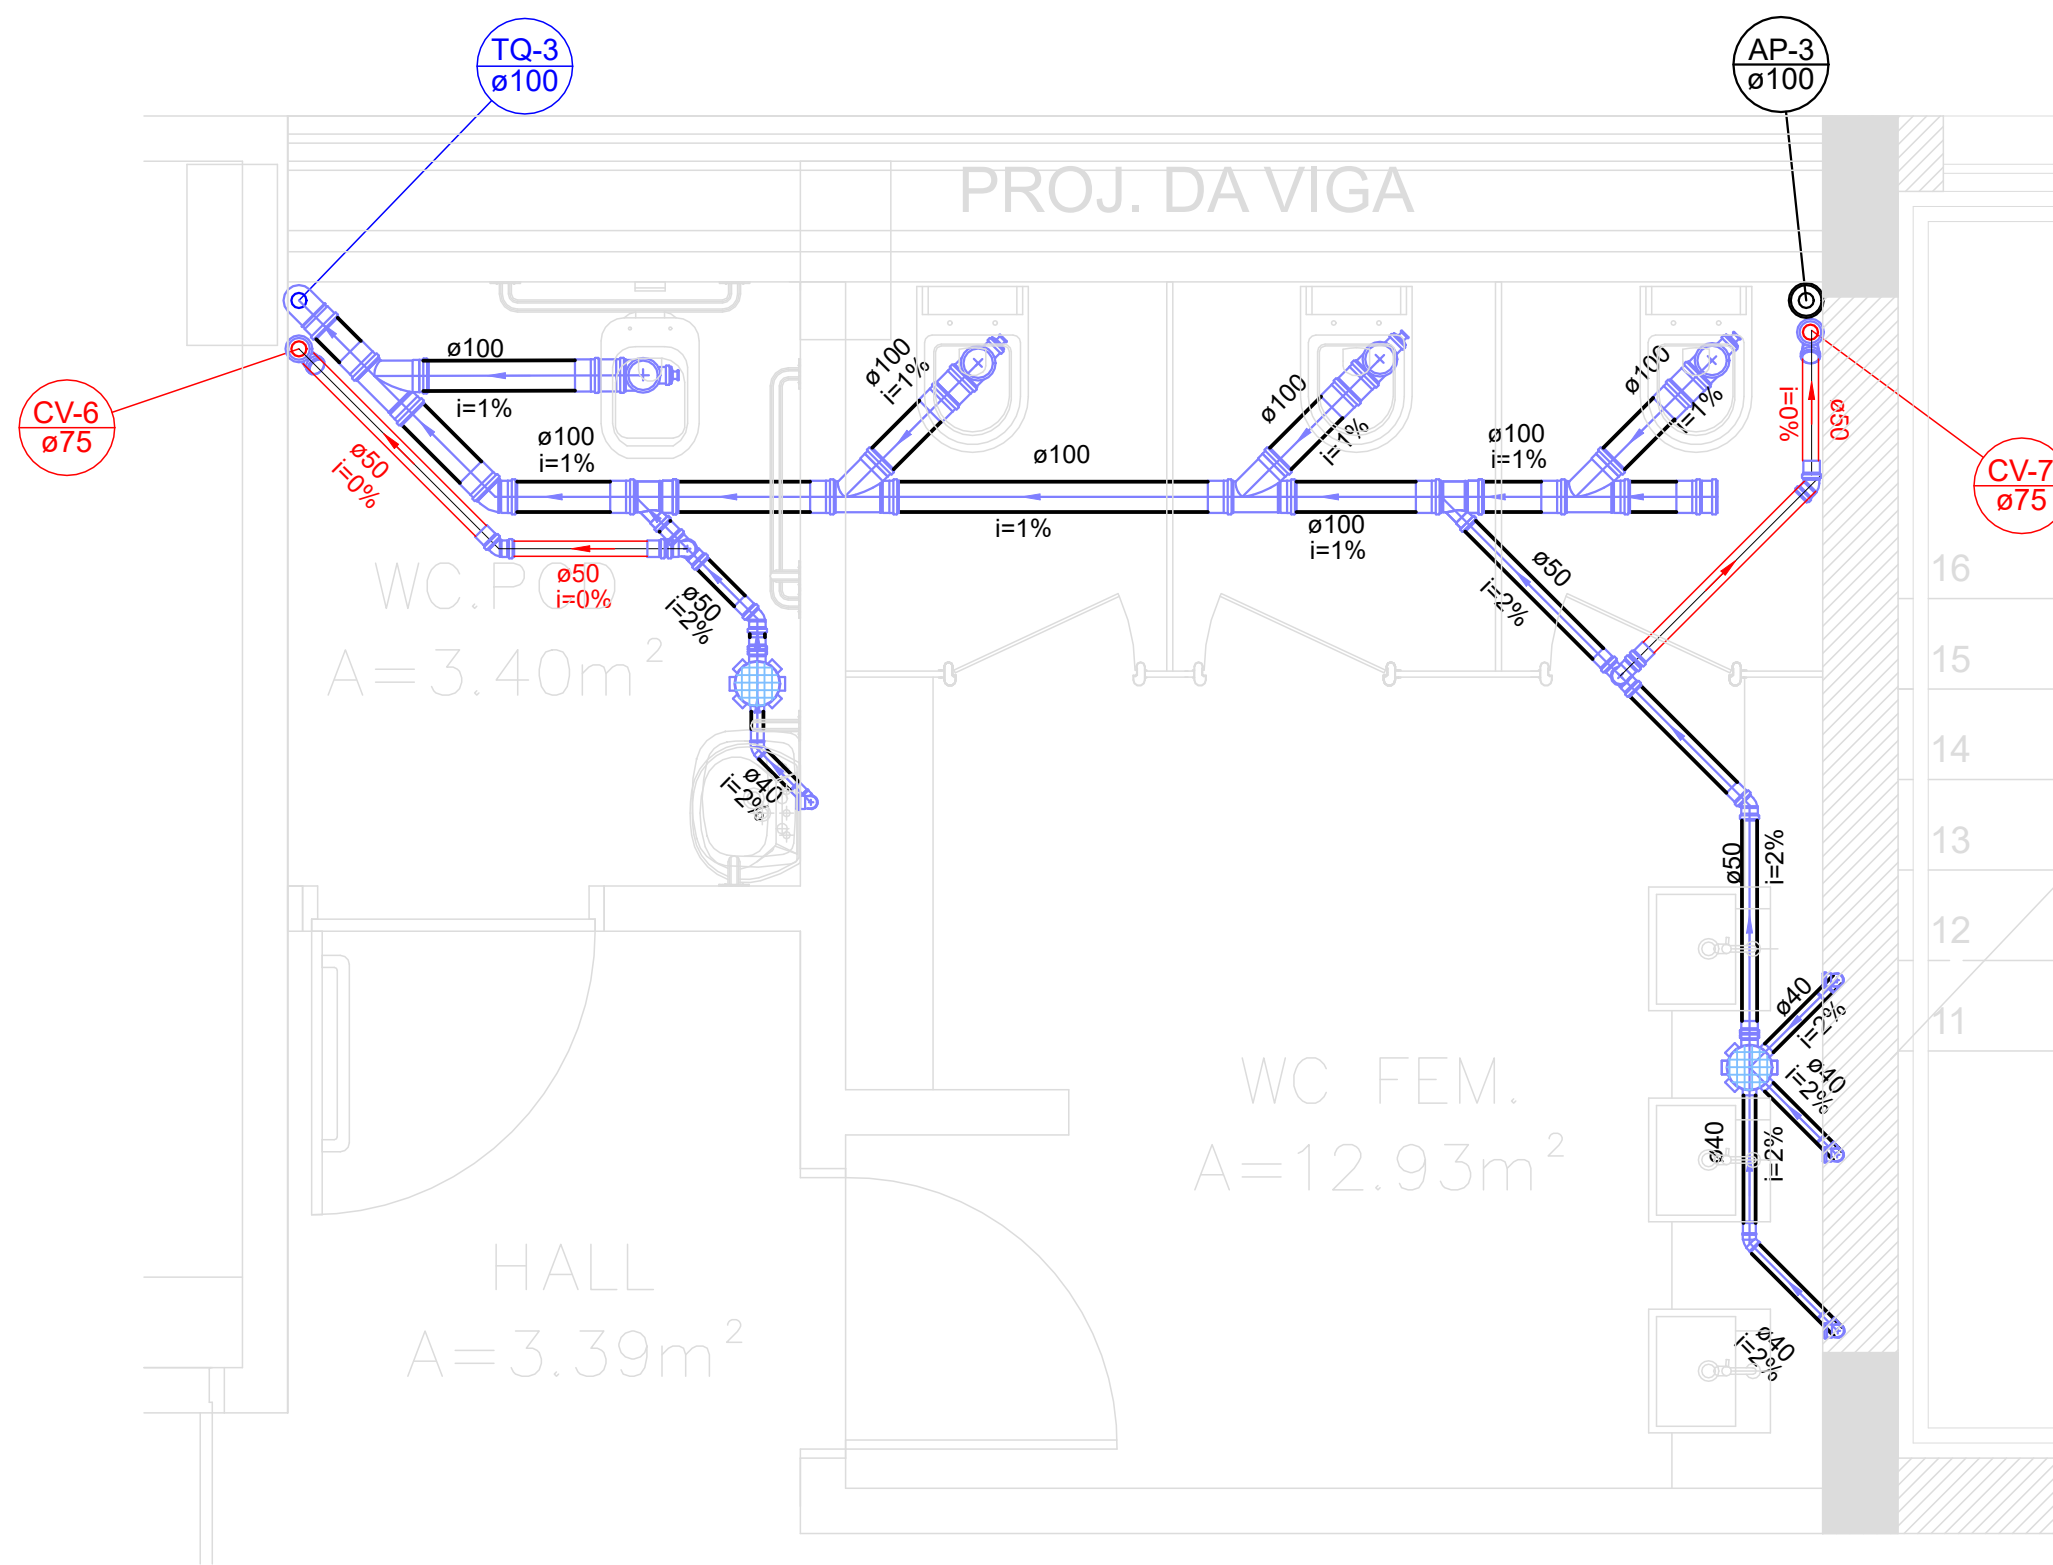 TQ-3
ø100
AP-3
ø100
PROJ. DA VIGA
CV-6
ø75
CV-7
ø75
ø100
i=1%
ø100
i=1%
ø100
i=1%
ø100
i=1%
ø100
i=1%
ø100
i=1%
ø100
i=1%
ø100
i=1%
ø50
i=0%
ø50
i=0%
ø50
i=0%
ø50
i=2%
ø50
i=2%
WC.PCD
A=3.40m²
ø40
i=2%
ø50
i=2%
ø40
i=2%
ø40
i=2%
ø40
i=2%
ø40
i=2%
WC FEM.
A=12.93m²
HALL
A=3.39m²
16
15
14
13
12
11